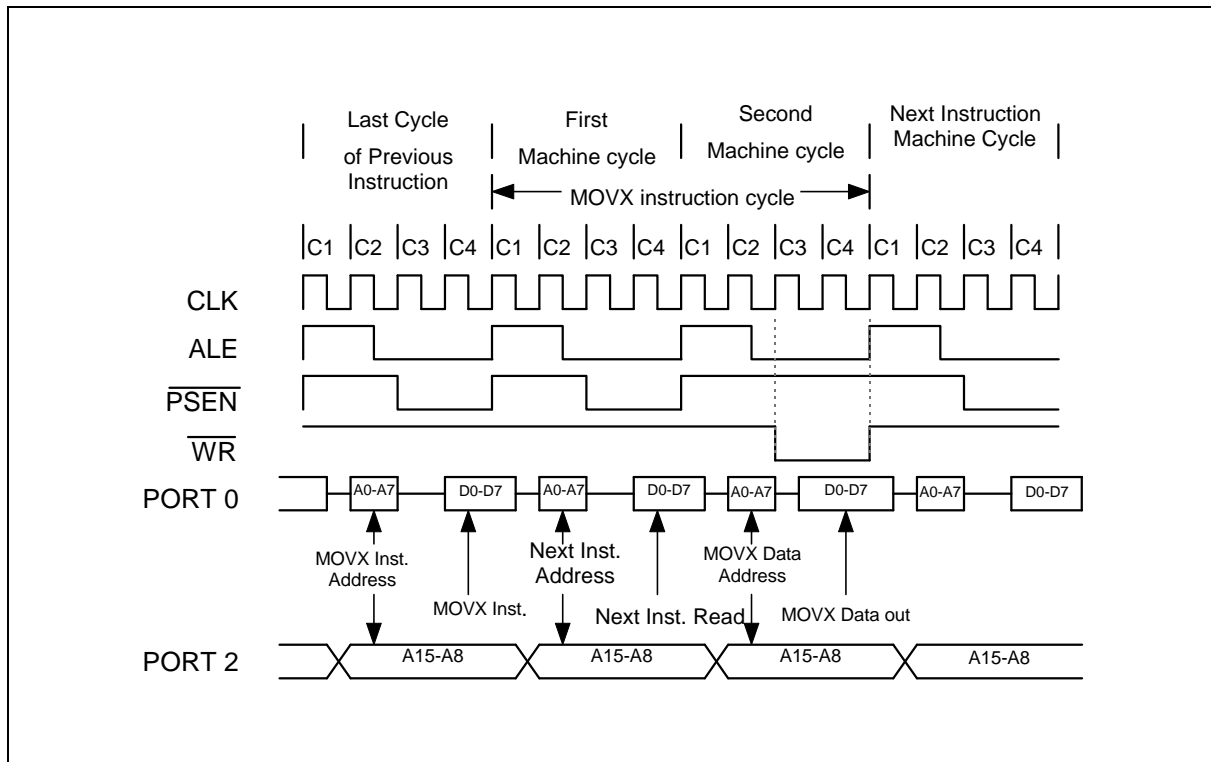 Last Cycle
of Previous
Instruction
First
Machine cycle
Second
Machine cycle
Next Instruction
Machine Cycle
MOVX instruction cycle
C1 C2 C3 C4 C1 C2 C3 C4 C1 C2 C3 C4 C1 C2 C3 C4
CLK
ALE
PSEN
WR
PORT 0
A0-A7 D0-D7 A0-A7 D0-D7 A0-A7 D0-D7 A0-A7 D0-D7
MOVX Inst.
Address
MOVX Inst.
Next Inst.
Address
Next Inst. Read
MOVX Data
Address
MOVX Data out
PORT 2
A15-A8 A15-A8 A15-A8 A15-A8